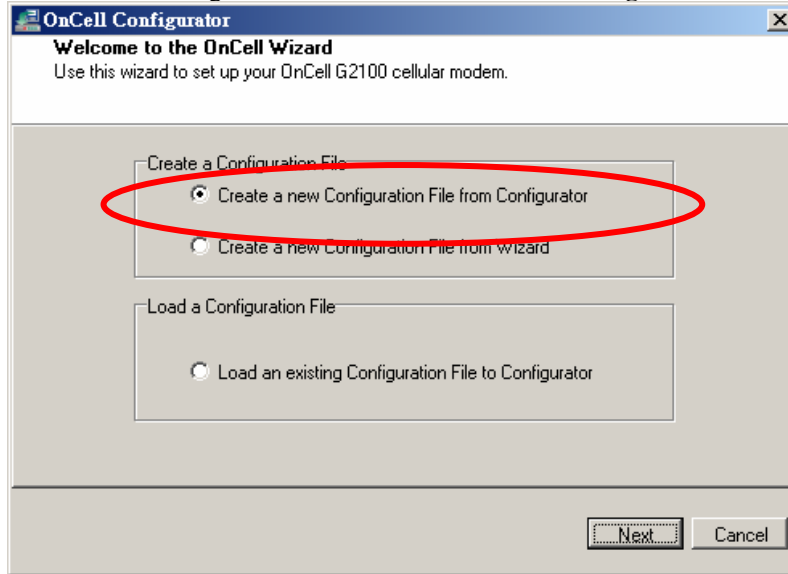 OnCell Configurator
Welcome to the OnCell Wizard
Use this wizard to set up your OnCell G2100 cellular modem.
Create a Configuration File
Create a new Configuration File from Configurator
Create a new Configuration File from Wizard
Load a Configuration File
Load an existing Configuration File to Configurator
Next
Cancel